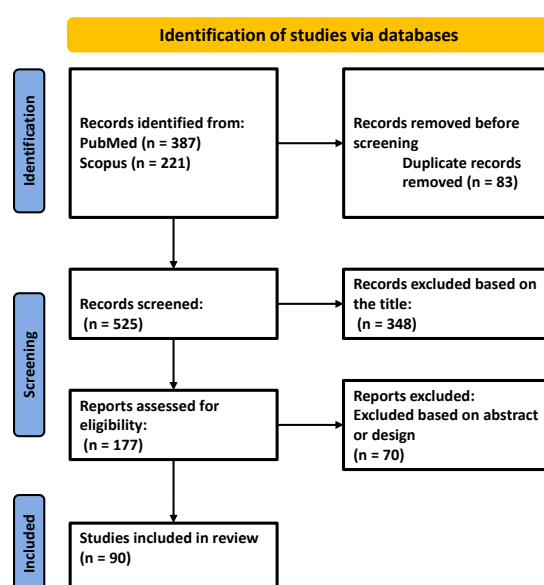 Identification of studies via databases
Identification
Records identified from:
PubMed (n = 387)
Scopus (n = 221)
Records removed before
screening
Duplicate records
removed (n = 83)
Screening
Records screened:
(n = 525)
Records excluded based on
the title:
(n = 348)
Reports assessed for
eligibility:
(n = 177)
Reports excluded:
Excluded based on abstract
or design
(n = 70)
Included
Studies included in review
(n = 90)